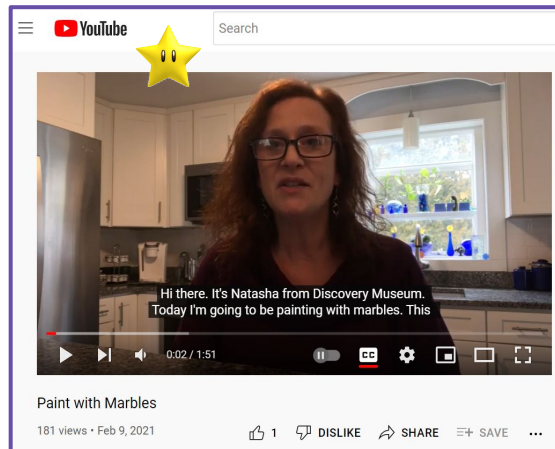 YouTube
Search
Hi there. It's Natasha from Discovery Museum.
Today I'm going to be painting with marbles. This
0:02 / 1:51
CC
Paint with Marbles
181 views • Feb 9, 2021
1 DISLIKE SHARE SAVE